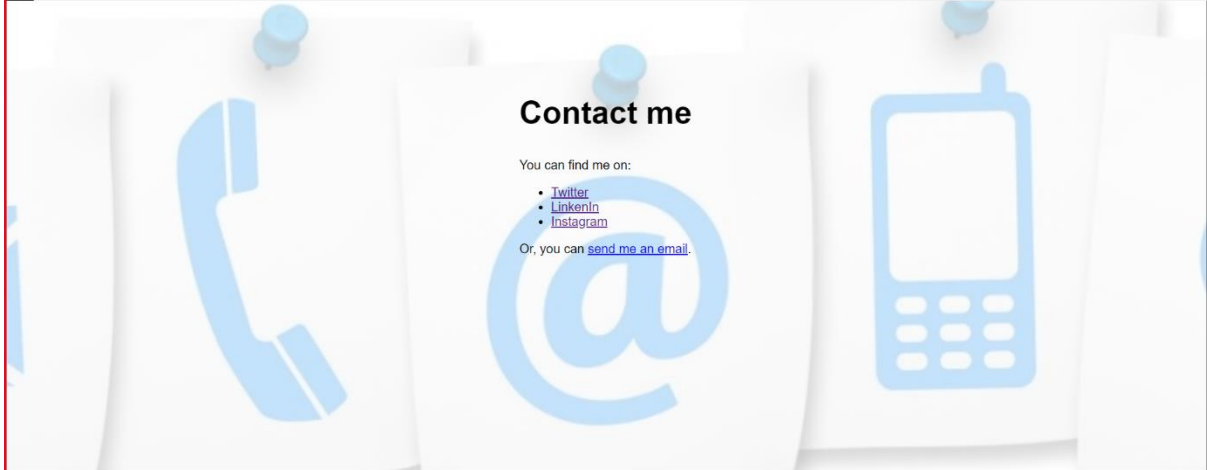 Contact me
You can find me on:
• Twitter
• LinkenIn
• Instagram
Or, you can send me an email.
@